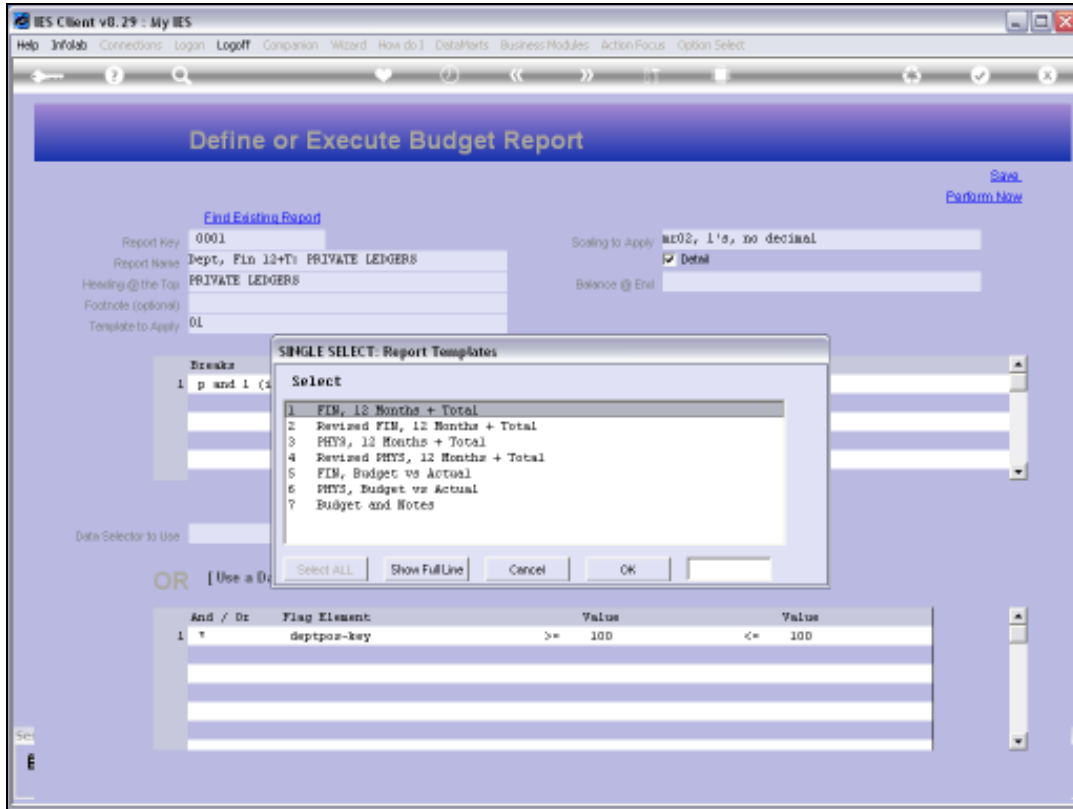 IES Client v8.29 : My IES
Help Infolab Connections Logon Logoff Companion Wizard How do I DataMarts Business Modules Action Focus Option Select
Define or Execute Budget Report
Save
Perform Now
Find Existing Report
Report Key 0001
Scaling to Apply mr02, 1's, no decimal
Report Name Dept, Fin 12+T: PRIVATE LEDGERS
Detail
Heading @ the Top PRIVATE LEDGERS
Balance @ End
Footnote (optional)
Template to Apply 01
SINGLE SELECT: Report Templates
Breaks
Select
1 p and l (i
1 FIN, 12 Months + Total
2 Revised FIN, 12 Months + Total
3 PHYS, 12 Months + Total
4 Revised PHYS, 12 Months + Total
5 FIN, Budget vs Actual
6 PHYS, Budget vs Actual
7 Budget and Notes
Data Selector to Use
Select ALL Show Full Line Cancel OK
OR [ Use a Da
And / Or Flag Element Value Value
1 deptpos-key >= 100 <= 100